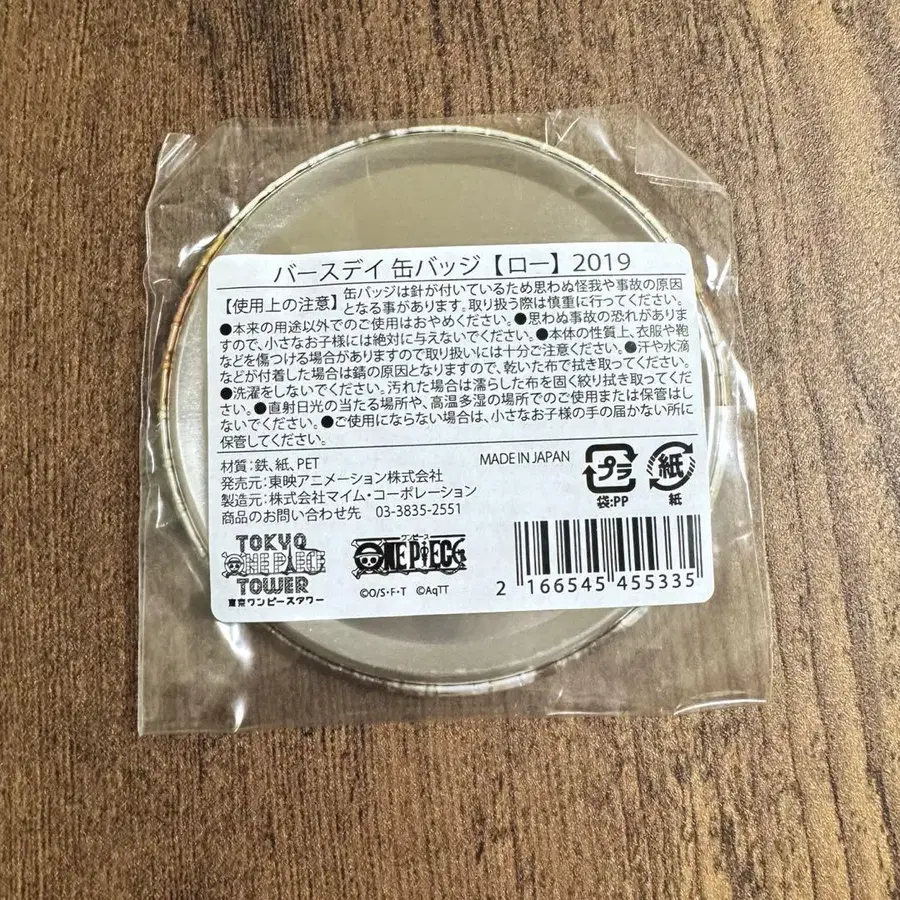 バースデイ 缶バッジ【ロー】2019
【使用上の注意】缶バッジは針が付いているため思わぬ怪我や事故の原因
となる事があります。取り扱う際は慎重に行ってください。
●本来の用途以外でのご使用はおやめください。●思わぬ事故の恐れがありま
すので、小さなお子様には絶対に与えないでください。●本体の性質上、衣服や鞄
などを傷つける場合がありますので取り扱いには十分ご注意ください。●汗や水滴
などが付着した場合は錆の原因となりますので、乾いた布で拭き取ってください。
●洗濯をしないでください。汚れた場合は濡らした布を固く絞り拭き取ってくだ
さい。●直射日光の当たる場所や、高温多湿の場所でのご使用または保管はし
ないでください。●ご使用にならない場合は、小さなお子様の手の届かない所に
保管してください。
材質:鉄、紙、PET
MADE IN JAPAN
発売元:東映アニメーション株式会社
製造元:株式会社マイム・コーポレーション
商品のお問い合わせ先 03-3835-2551
プラ
袋:PP
紙
紙
TOKYO
ONE PIECE
TOWER
東京ワンピースタワー
ワンピース
ONE PIECE
©O/S・F・T ©AqTT
2 166545 455335